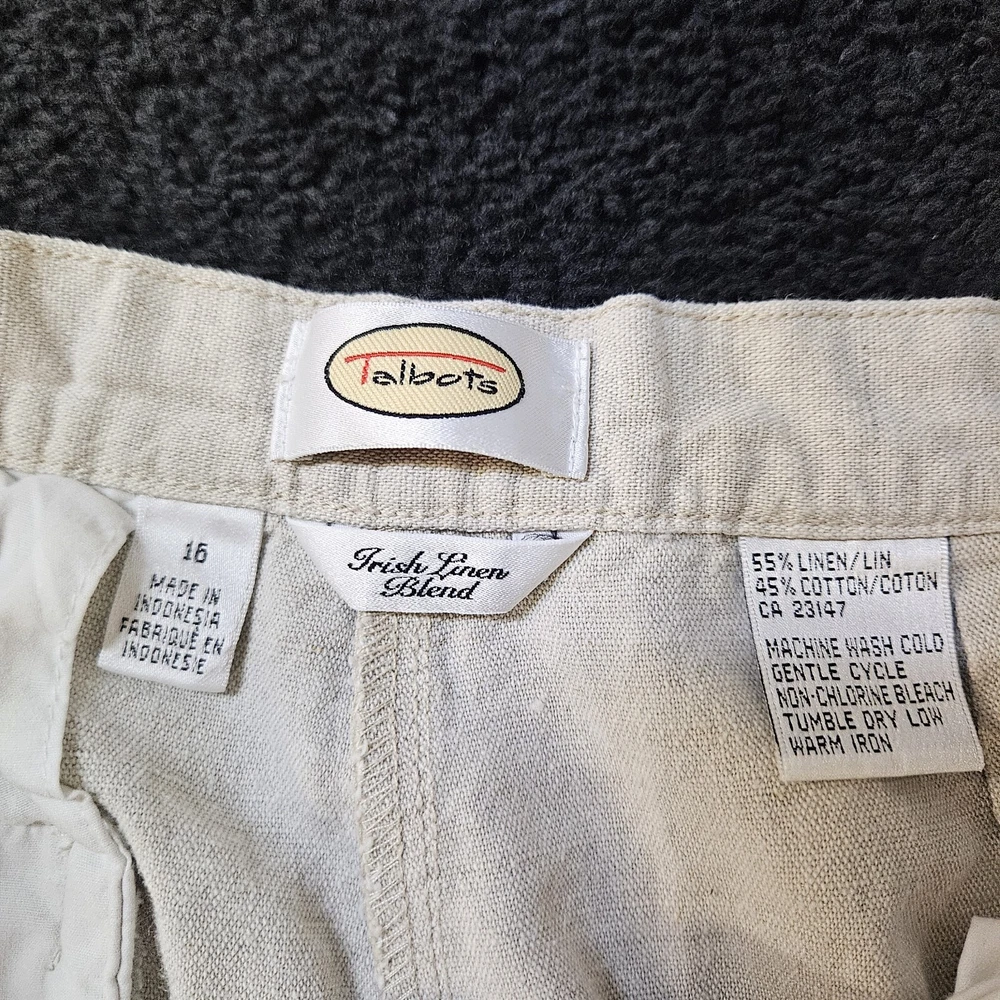 Talbots
16
MADE IN
INDONESIA
FABRIQUÉ EN
INDONESIE
Irish Linen
Blend
55% LINEN/LIN
45% COTTON/COTON
CA 23147
MACHINE WASH COLD
GENTLE CYCLE
NON-CHLORINE BLEACH
TUMBLE DRY LOW
WARM IRON